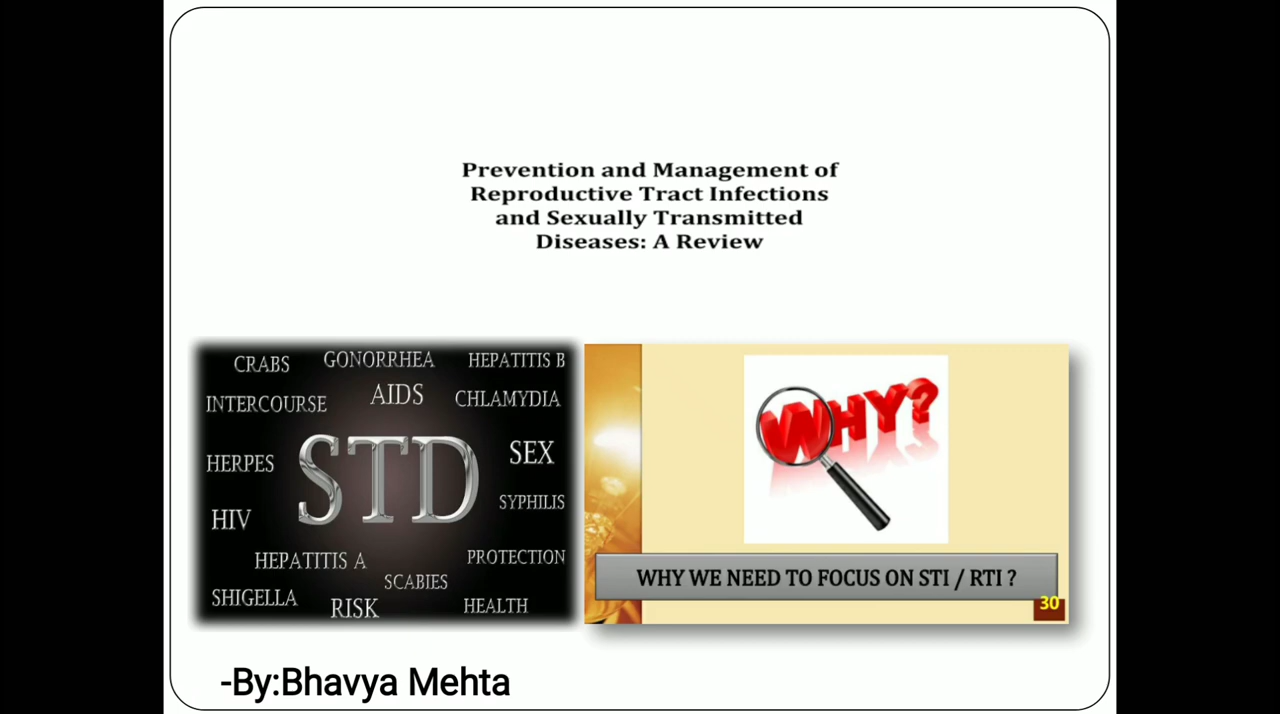 Prevention and Management of
Reproductive Tract Infections
and Sexually Transmitted
Diseases: A Review
CRABS GONORRHEA HEPATITIS B
INTERCOURSE AIDS CHLAMYDIA
HERPES STD SEX
HIV SYPHILIS
HEPATITIS A PROTECTION
SCABIES
SHIGELLA RISK HEALTH
WHY?
WHY WE NEED TO FOCUS ON STI / RTI ?
30
-By:Bhavya Mehta